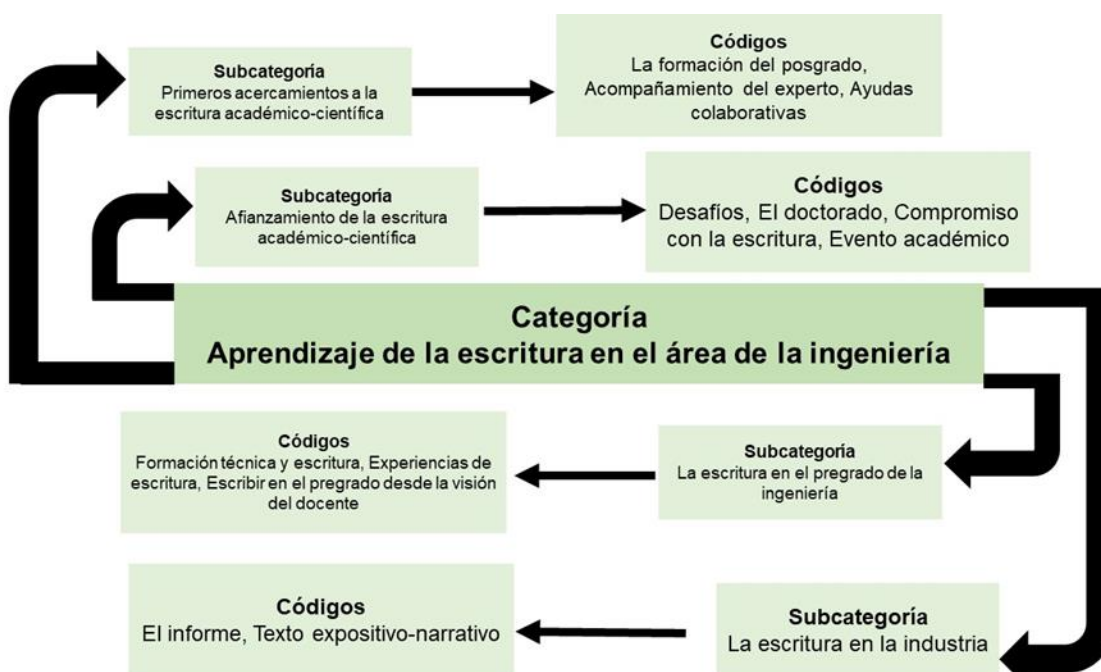 Subcategoría
Primeros acercamientos a la
escritura académico-científica
Códigos
La formación del posgrado,
Acompañamiento del experto, Ayudas
colaborativas
Subcategoría
Afianzamiento de la escritura
académico-científica
Códigos
Desafíos, El doctorado, Compromiso
con la escritura, Evento académico
Categoría
Aprendizaje de la escritura en el área de la ingeniería
Códigos
Formación técnica y escritura, Experiencias de
escritura, Escribir en el pregrado desde la visión
del docente
Subcategoría
La escritura en el pregrado de la
ingeniería
Códigos
El informe, Texto expositivo-narrativo
Subcategoría
La escritura en la industria